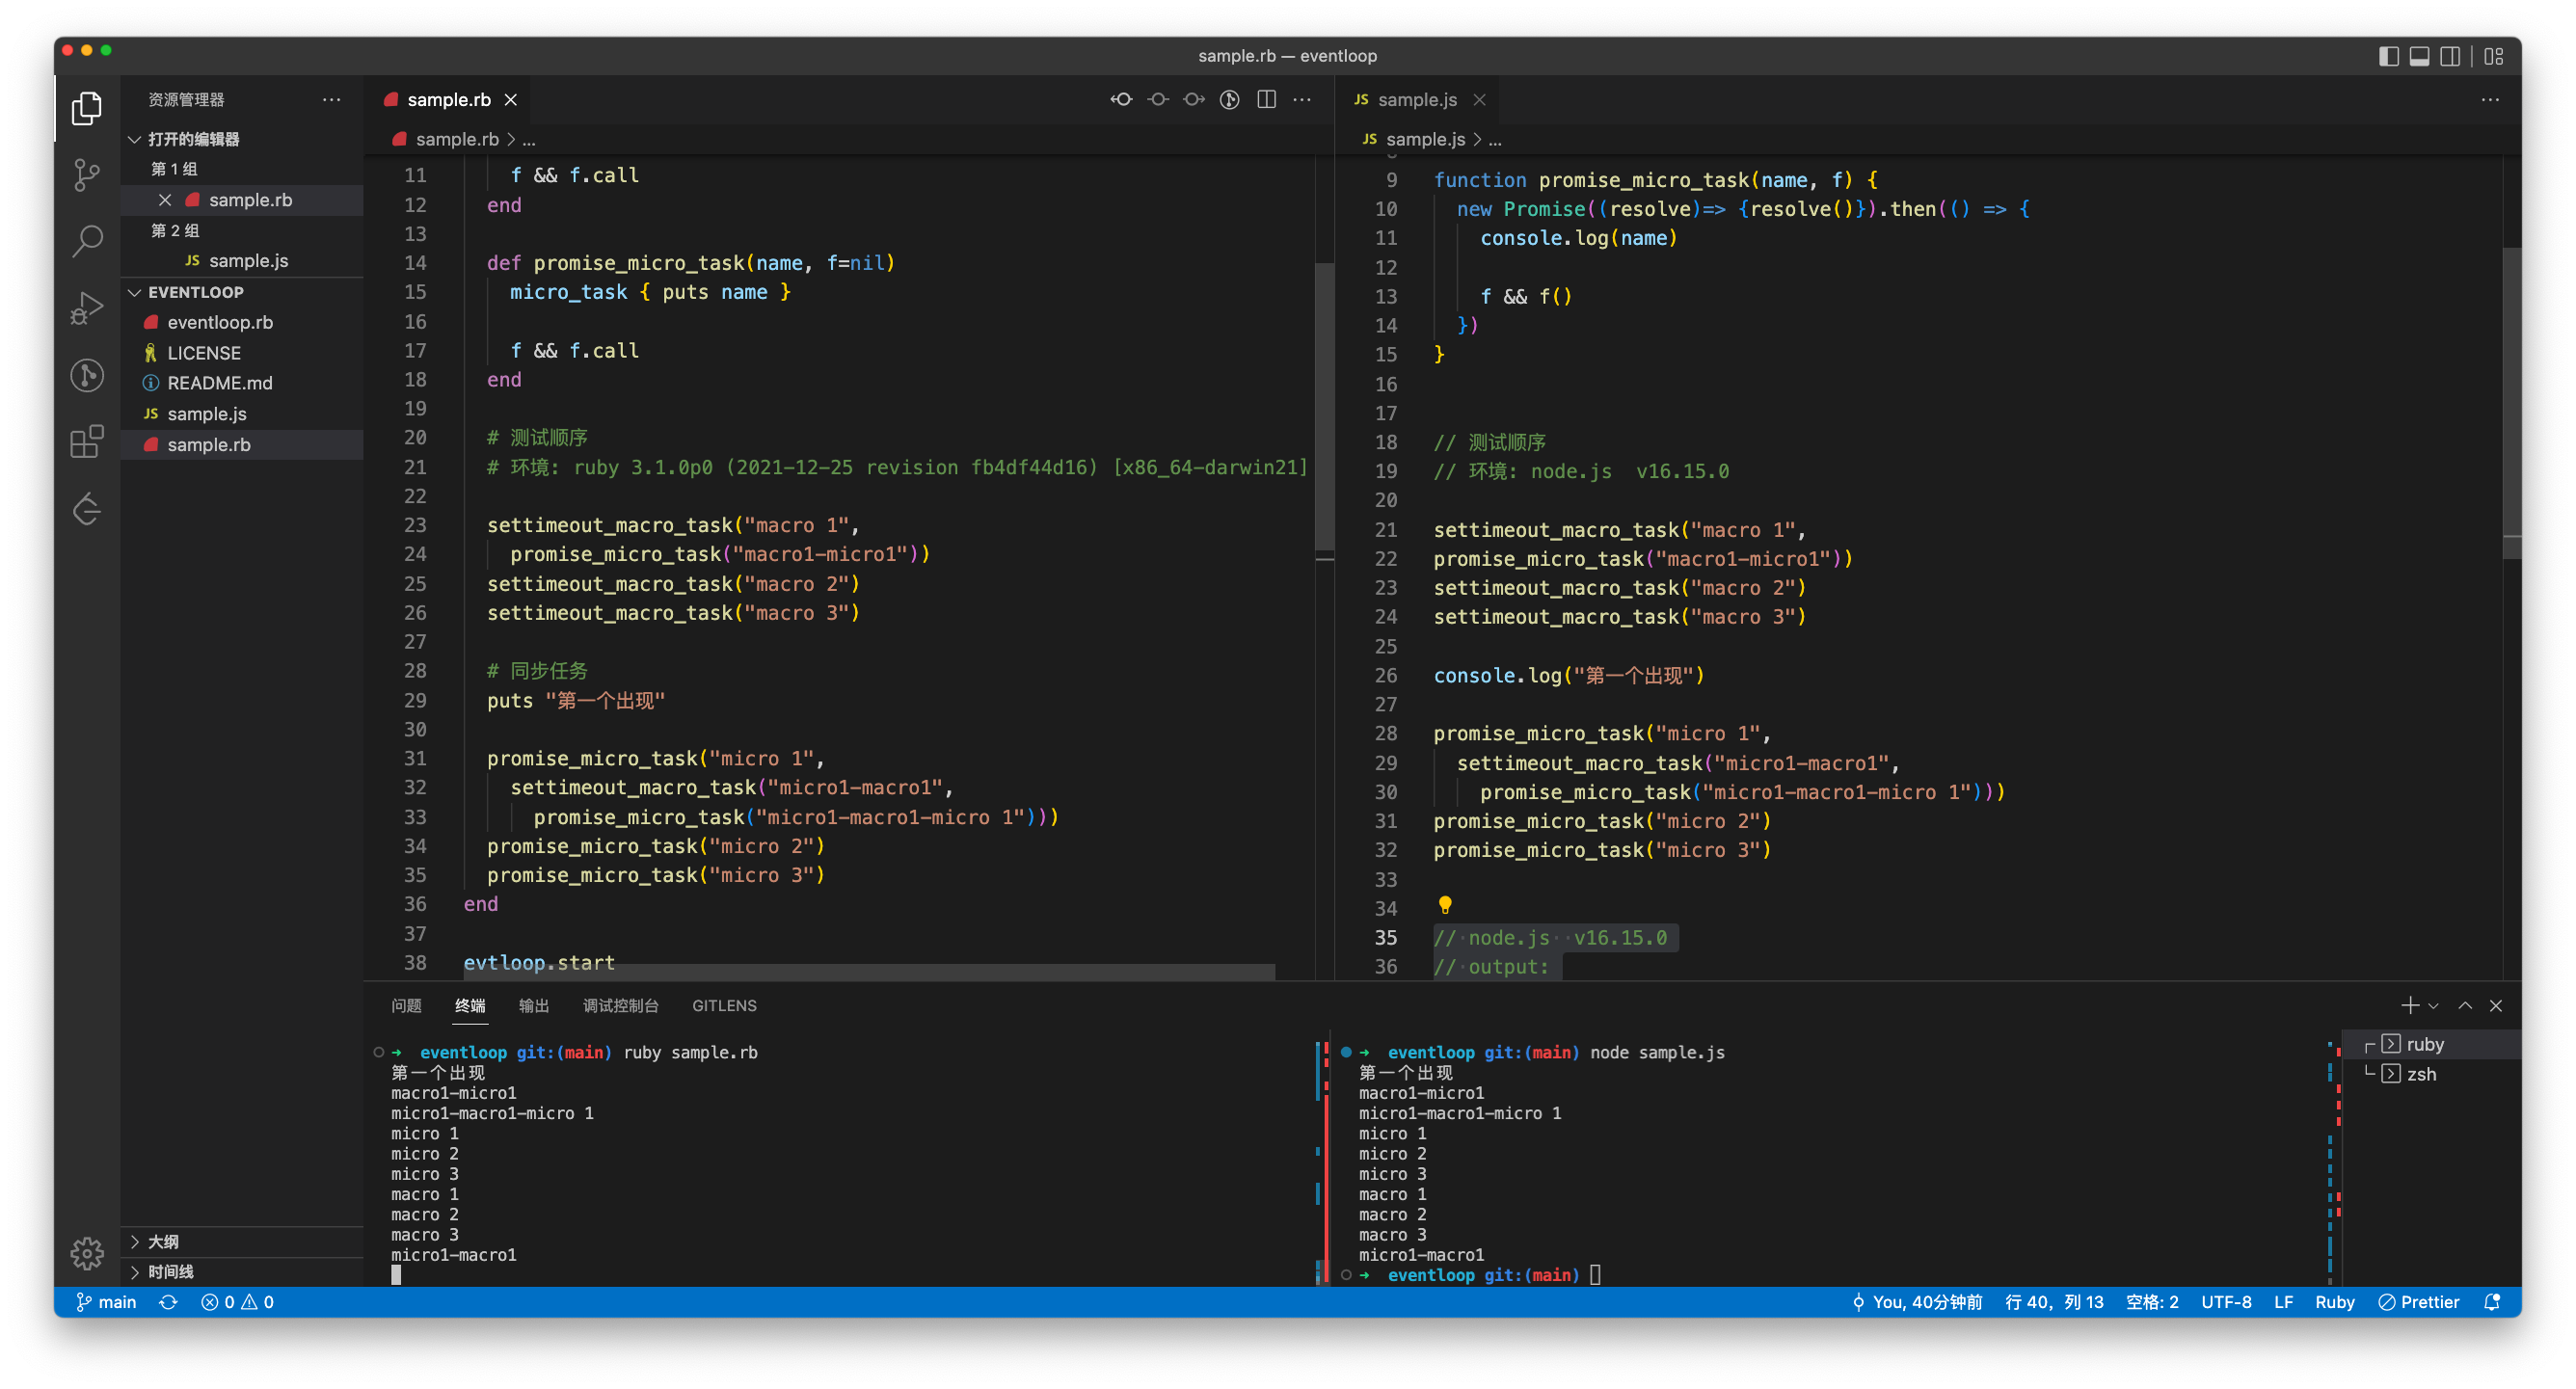 sample.rb — eventloop
资源管理器
打开的编辑器
第 1 组
sample.rb
第 2 组
JS sample.js
EVENTLOOP
eventloop.rb
LICENSE
README.md
JS sample.js
sample.rb
大纲
时间线
sample.rb
sample.rb > ...
11 f && f.call
12 end
13
14 def promise_micro_task(name, f=nil)
15 micro_task { puts name }
16
17 f && f.call
18 end
19
20 # 测试顺序
21 # 环境: ruby 3.1.0p0 (2021-12-25 revision fb4df44d16) [x86_64-darwin21]
22
23 settimeout_macro_task("macro 1",
24 promise_micro_task("macro1-micro1"))
25 settimeout_macro_task("macro 2")
26 settimeout_macro_task("macro 3")
27
28 # 同步任务
29 puts "第一个出现"
30
31 promise_micro_task("micro 1",
32 settimeout_macro_task("micro1-macro1",
33 promise_micro_task("micro1-macro1-micro 1")))
34 promise_micro_task("micro 2")
35 promise_micro_task("micro 3")
36 end
37
38 evtloop.start
JS sample.js
JS sample.js > ...
9 function promise_micro_task(name, f) {
10 new Promise((resolve)=> {resolve()}).then(() => {
11 console.log(name)
12
13 f && f()
14 })
15 }
16
17
18 // 测试顺序
19 // 环境: node.js  v16.15.0
20
21 settimeout_macro_task("macro 1",
22 promise_micro_task("macro1-micro1"))
23 settimeout_macro_task("macro 2")
24 settimeout_macro_task("macro 3")
25
26 console.log("第一个出现")
27
28 promise_micro_task("micro 1",
29 settimeout_macro_task("micro1-macro1",
30 promise_micro_task("micro1-macro1-micro 1")))
31 promise_micro_task("micro 2")
32 promise_micro_task("micro 3")
33
34
35 // node.js  v16.15.0
36 // output:
问题 终端 输出 调试控制台 GITLENS
➜ eventloop git:(main) ruby sample.rb
第一个出现
macro1-micro1
micro1-macro1-micro 1
micro 1
micro 2
micro 3
macro 1
macro 2
macro 3
micro1-macro1
➜ eventloop git:(main) node sample.js
第一个出现
macro1-micro1
micro1-macro1-micro 1
micro 1
micro 2
micro 3
macro 1
macro 2
macro 3
micro1-macro1
➜ eventloop git:(main)
ruby
zsh
main 0 0 You, 40分钟前 行 40, 列 13 空格: 2 UTF-8 LF Ruby Prettier